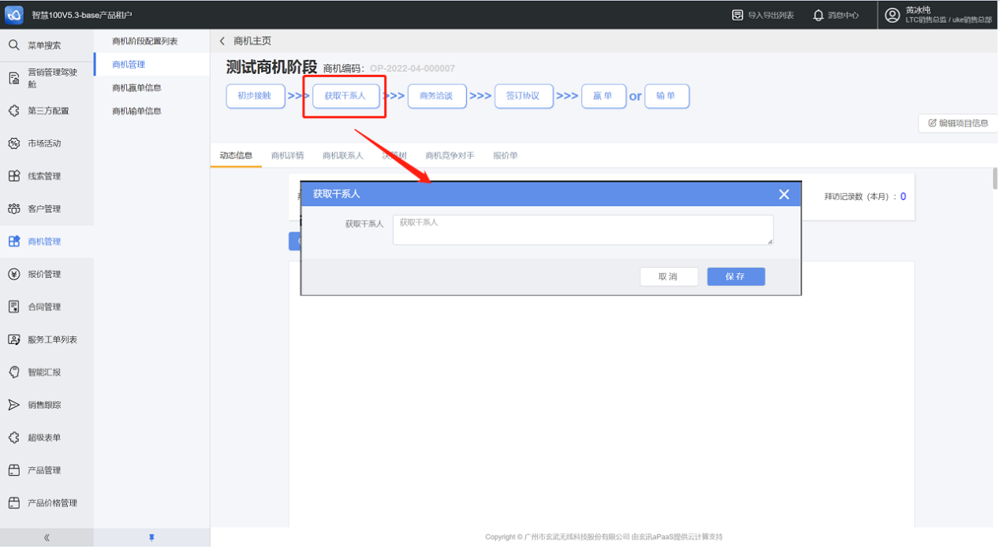 智慧100V5.3-base产品租户
导入导出列表
消息中心
黄冰纯
LTC销售总监 / uke销售总部
菜单搜索
营销管理驾驶
舱
第三方配置
市场活动
线索管理
客户管理
商机管理
报价管理
合同管理
服务工单列表
智能汇报
销售跟踪
超级表单
产品管理
产品价格管理
商机阶段配置列表
商机管理
商机赢单信息
商机输单信息
商机主页
测试商机阶段 商机编码: OP-2022-04-000007
初步接触 >>> 获取干系人 >>> 商务洽谈 >>> 签订协议 >>> 赢 单 or 输 单
编辑项目信息
动态信息 商机详情 商机联系人 决策树 商机竞争对手 报价单
拜访记录数（本月）: 0
获取干系人
获取干系人 获取干系人
取 消 保 存
Copyright © 广州市玄武无线科技股份有限公司 由玄讯aPaaS提供云计算支持